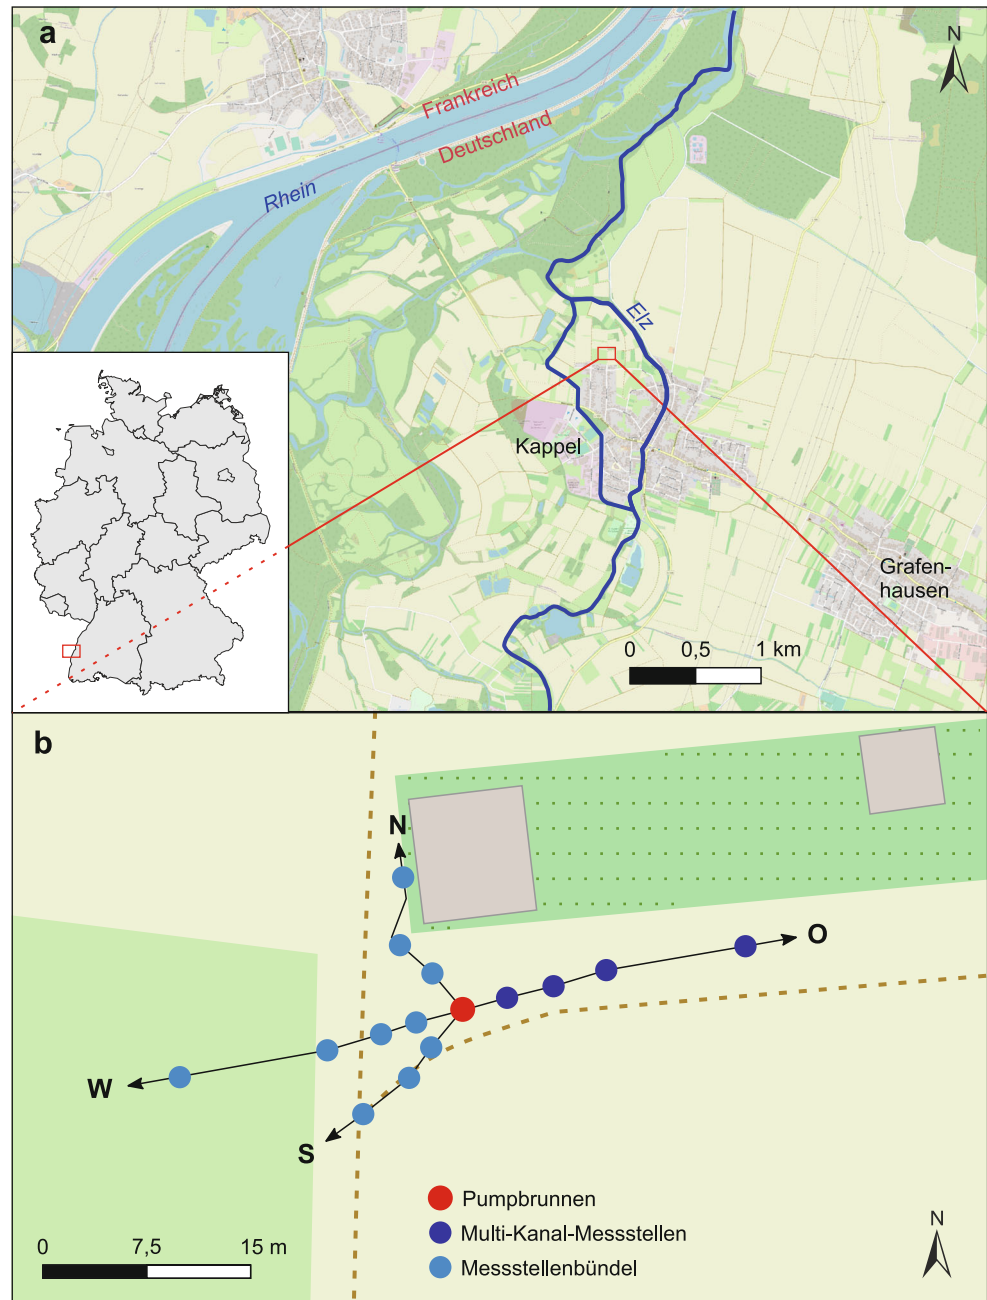 a
N
Frankreich
Deutschland
Rhein
Elz
Kappel
Grafen-
hausen
0 0,5 1 km
b
N
O
W
S
Pumpbrunnen
Multi-Kanal-Messstellen
Messstellenbündel
0 7,5 15 m
N